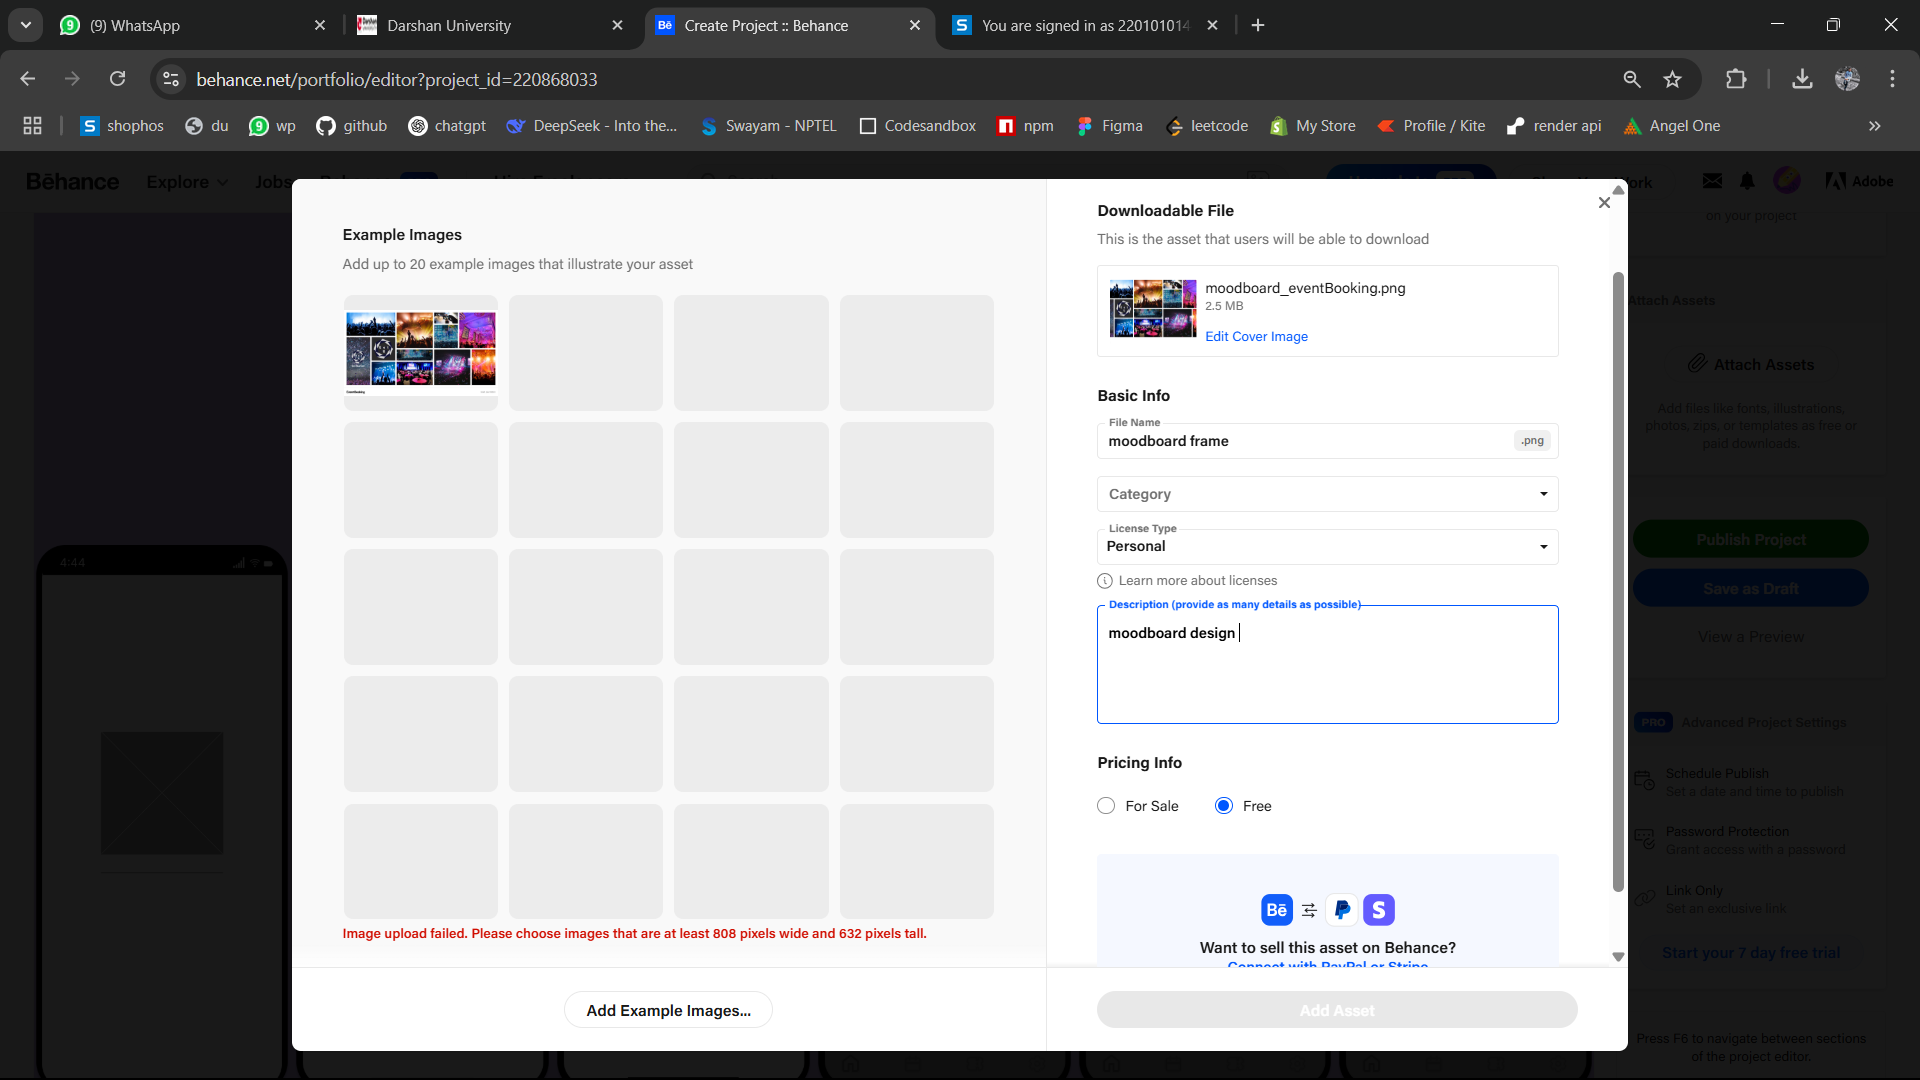 (9) WhatsApp
Darshan University
Create Project :: Behance
You are signed in as 220101014
behance.net/portfolio/editor?project_id=220868033
shophos
du
wp
github
chatgpt
DeepSeek - Into the...
Swayam - NPTEL
Codesandbox
npm
Figma
leetcode
My Store
Profile / Kite
render api
Angel One
Bēhance
Explore
Jobs
Adobe
on your project
Example Images
Add up to 20 example images that illustrate your asset
Image upload failed. Please choose images that are at least 808 pixels wide and 632 pixels tall.
Add Example Images...
Downloadable File
This is the asset that users will be able to download
moodboard_eventBooking.png
2.5 MB
Edit Cover Image
Basic Info
File Name
moodboard frame
.png
Category
License Type
Personal
Learn more about licenses
Description (provide as many details as possible)
moodboard design
Pricing Info
For Sale
Free
Bē
S
Want to sell this asset on Behance?
Connect with PayPal or Stripe
Add Asset
4:44
Attach Assets
Attach Assets
Add files like fonts, illustrations,
photos, zips, or templates as free or
paid downloads.
Publish Project
Save as Draft
View a Preview
PRO
Advanced Project Settings
Schedule Publish
Set a date and time to publish
Password Protection
Grant access with a password
Link Only
Set an exclusive link
Start your 7 day free trial
Press F6 to navigate between sections
of the project editor.